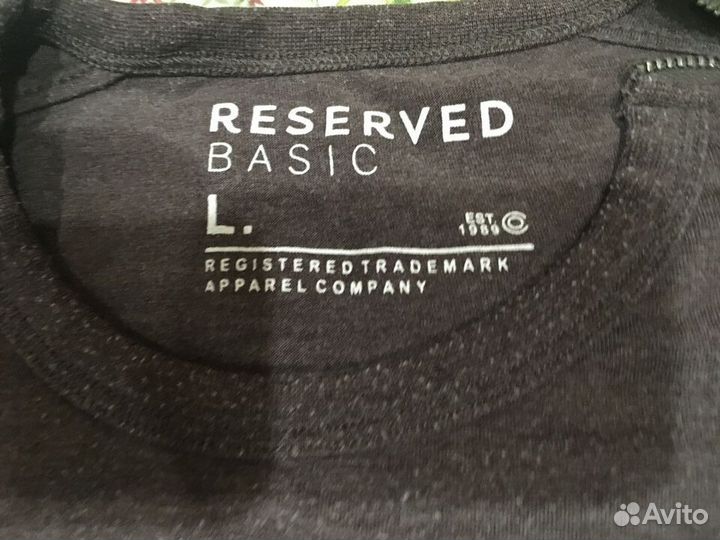 RESERVED
BASIC
L.
EST.
1989 ©
REGISTERED TRADEMARK
APPAREL COMPANY
Avito